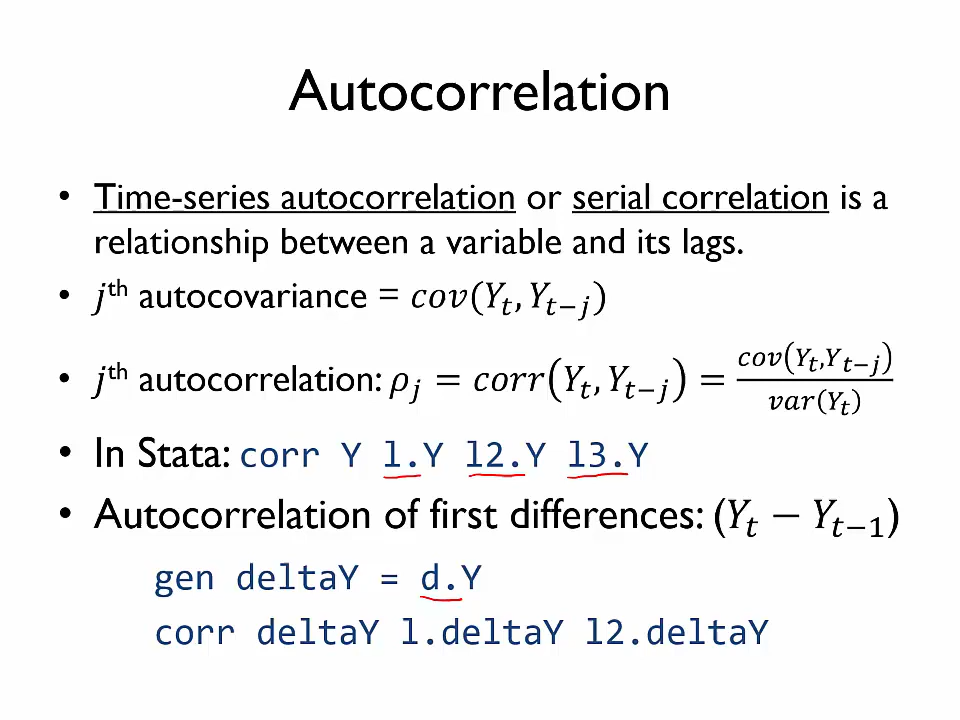 Autocorrelation
• Time-series autocorrelation or serial correlation is a
relationship between a variable and its lags.
• 𝑗ᵗʰ autocovariance = 𝑐𝑜𝑣(𝑌ₜ, 𝑌ₜ₋ⱼ)
• 𝑗ᵗʰ autocorrelation: 𝜌ⱼ = 𝑐𝑜𝑟𝑟(𝑌ₜ, 𝑌ₜ₋ⱼ) = 𝑐𝑜𝑣(𝑌ₜ,𝑌ₜ₋ⱼ)/𝑣𝑎𝑟(𝑌ₜ)
• In Stata: corr Y l.Y l2.Y l3.Y
• Autocorrelation of first differences: (𝑌ₜ − 𝑌ₜ₋₁)
gen deltaY = d.Y
corr deltaY l.deltaY l2.deltaY